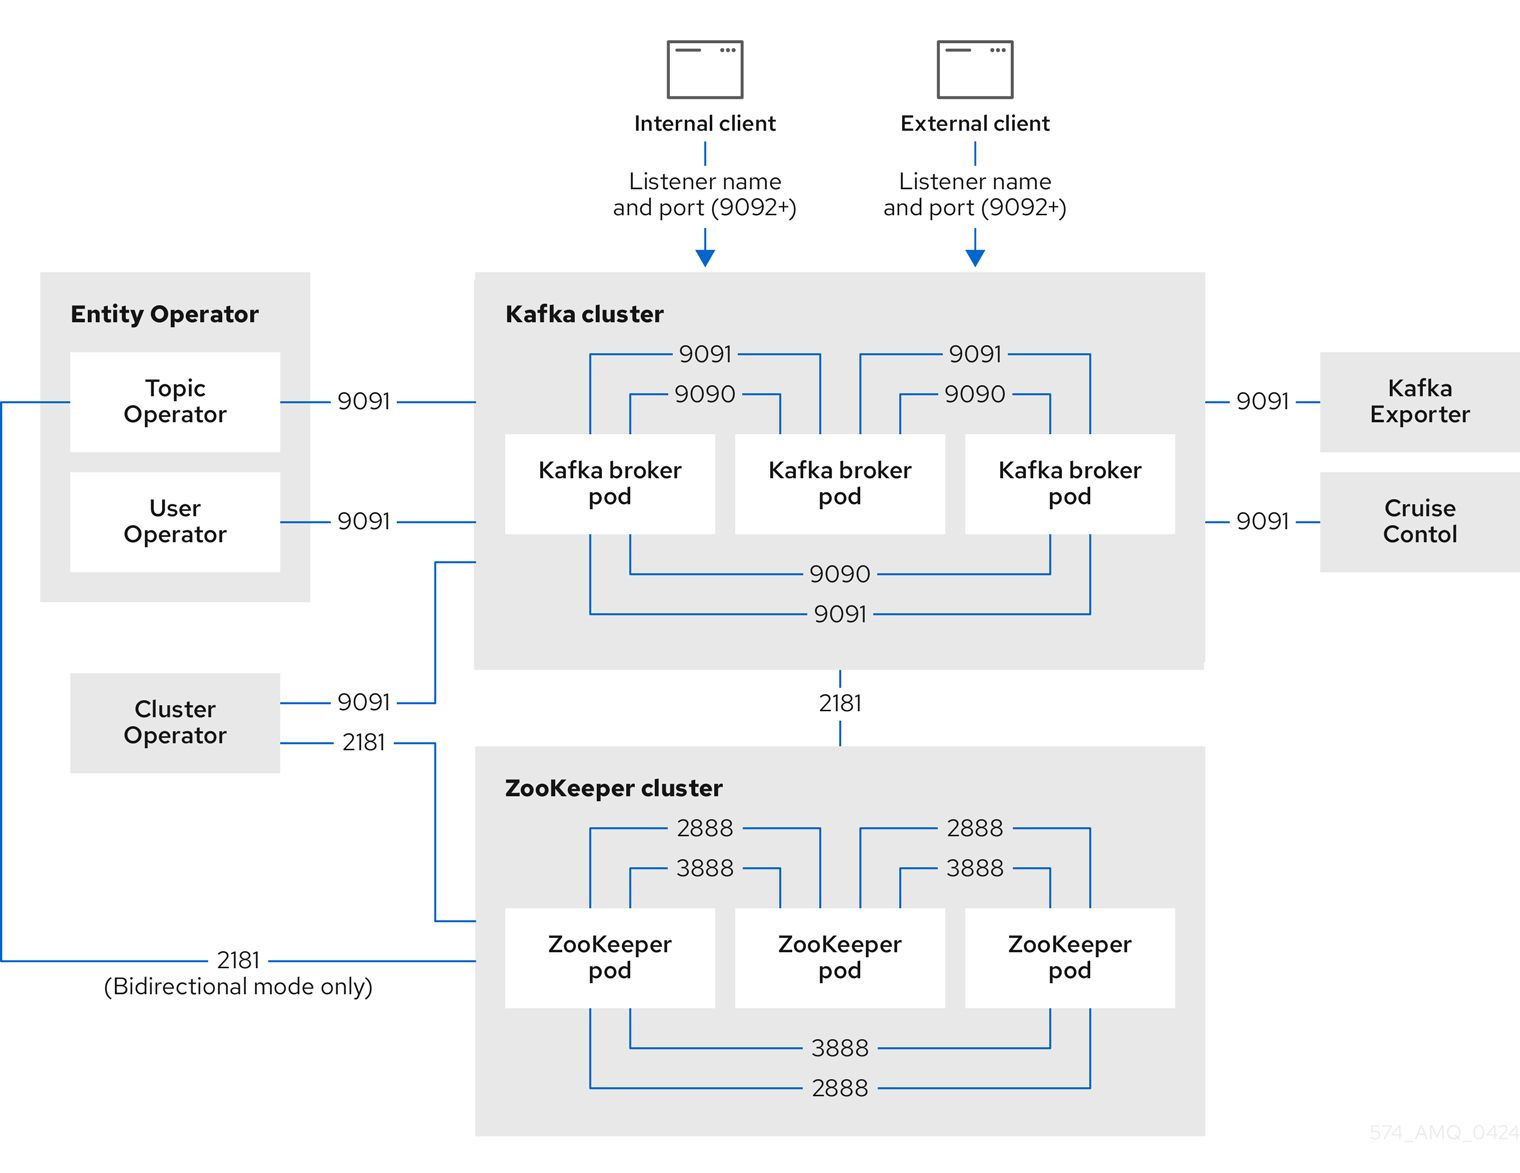 Internal client
External client
Listener name
and port (9092+)
Listener name
and port (9092+)
Entity Operator
Topic
Operator
9091
User
Operator
9091
Kafka cluster
9091
9091
9090
9090
Kafka broker
pod
Kafka broker
pod
Kafka broker
pod
9090
9091
9091
Kafka
Exporter
9091
Cruise
Contol
Cluster
Operator
9091
2181
2181
ZooKeeper cluster
2888
2888
3888
3888
ZooKeeper
pod
ZooKeeper
pod
ZooKeeper
pod
3888
2888
2181
(Bidirectional mode only)
574_AMQ_0424